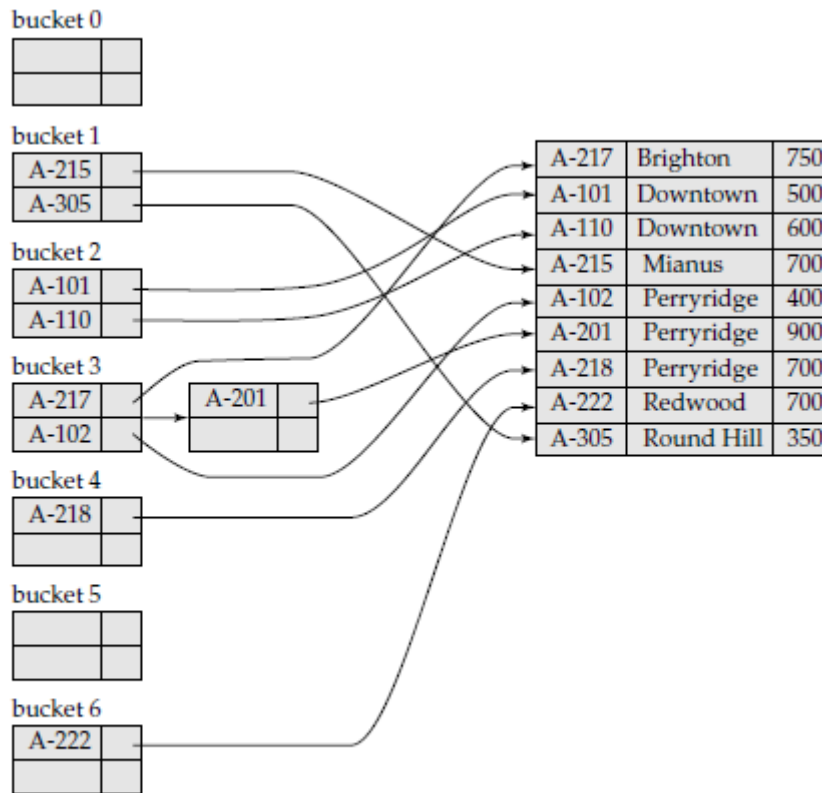 bucket 0
bucket 1
A-215
A-305
bucket 2
A-101
A-110
bucket 3
A-217
A-102
A-201
bucket 4
A-218
bucket 5
bucket 6
A-222
A-217 Brighton 750
A-101 Downtown 500
A-110 Downtown 600
A-215 Mianus 700
A-102 Perryridge 400
A-201 Perryridge 900
A-218 Perryridge 700
A-222 Redwood 700
A-305 Round Hill 350